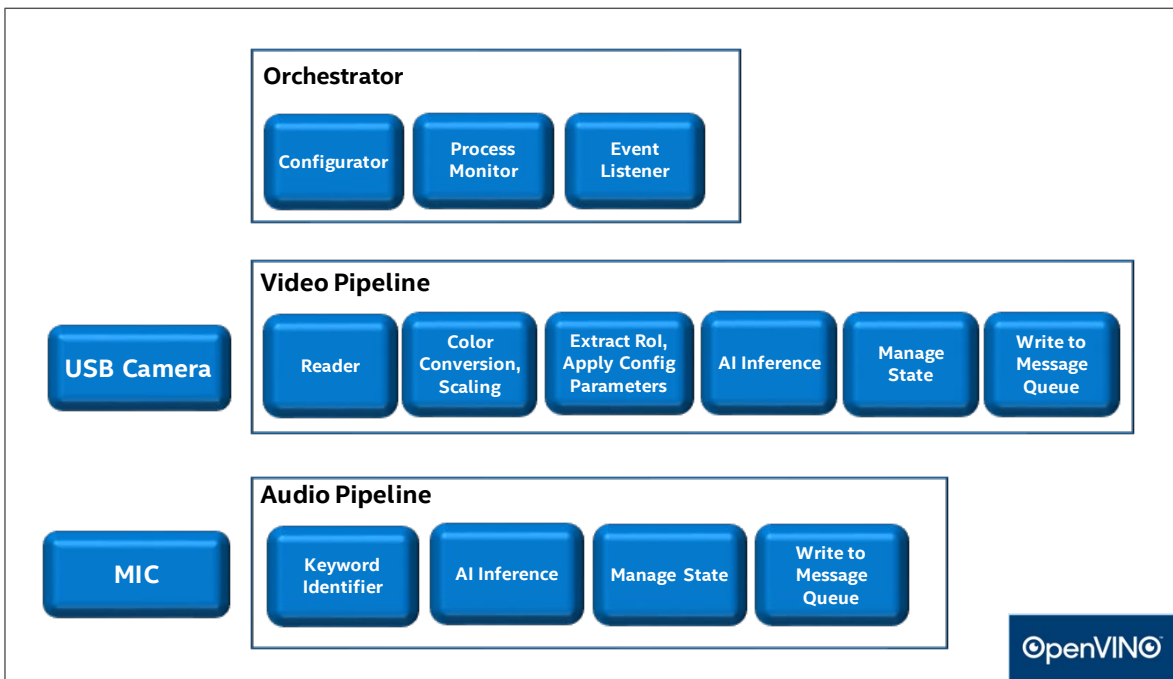 Orchestrator
Configurator
Process
Monitor
Event
Listener
Video Pipeline
USB Camera
Reader
Color
Conversion,
Scaling
Extract RoI,
Apply Config
Parameters
AI Inference
Manage
State
Write to
Message
Queue
Audio Pipeline
MIC
Keyword
Identifier
AI Inference
Manage State
Write to
Message
Queue
OpenVINO™